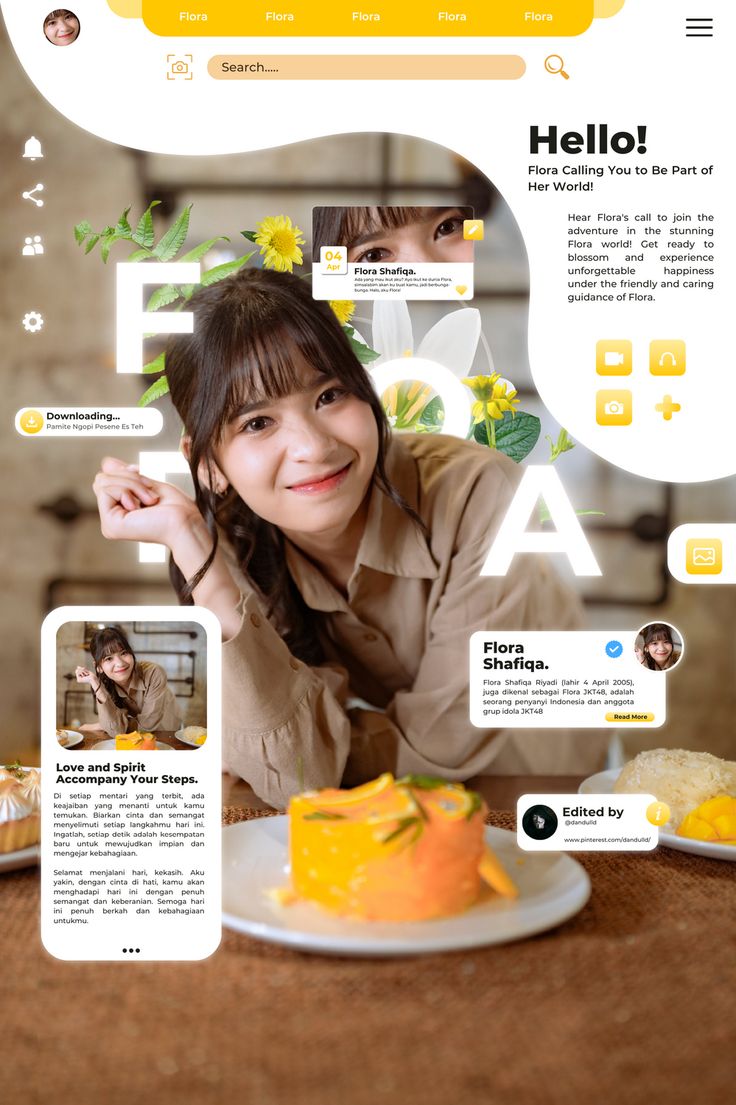 Flora Flora Flora Flora Flora
Search.....
Hello!
Flora Calling You to Be Part of
Her World!
Hear Flora's call to join the
adventure in the stunning
Flora world! Get ready to
blossom and experience
unforgettable happiness
under the friendly and caring
guidance of Flora.
04
Apr
Flora Shafiqa.
Ada yang mau ikut aku? Ayo ikut ke dunia Flora,
simsalabim akan ku buat kamu, jadi berbunga-
bunga. Halo, aku Flora!
FLORA
Downloading...
Pamite Ngopi Pesene Es Teh
Flora
Shafiqa.
Flora Shafiqa Riyadi (lahir 4 April 2005),
juga dikenal sebagai Flora JKT48, adalah
seorang penyanyi Indonesia dan anggota
grup idola JKT48
Read More
Love and Spirit
Accompany Your Steps.
Di setiap mentari yang terbit, ada
keajaiban yang menanti untuk kamu
temukan. Biarkan cinta dan semangat
menyelimuti setiap langkahmu hari ini.
Ingatlah, setiap detik adalah kesempatan
baru untuk mewujudkan impian dan
mengejar kebahagiaan.
Selamat menjalani hari, kekasih. Aku
yakin, dengan cinta di hati, kamu akan
menghadapi hari ini dengan penuh
semangat dan keberanian. Semoga hari
ini penuh berkah dan kebahagiaan
untukmu.
Edited by
@dandulld
www.pinterest.com/dandulld/
i